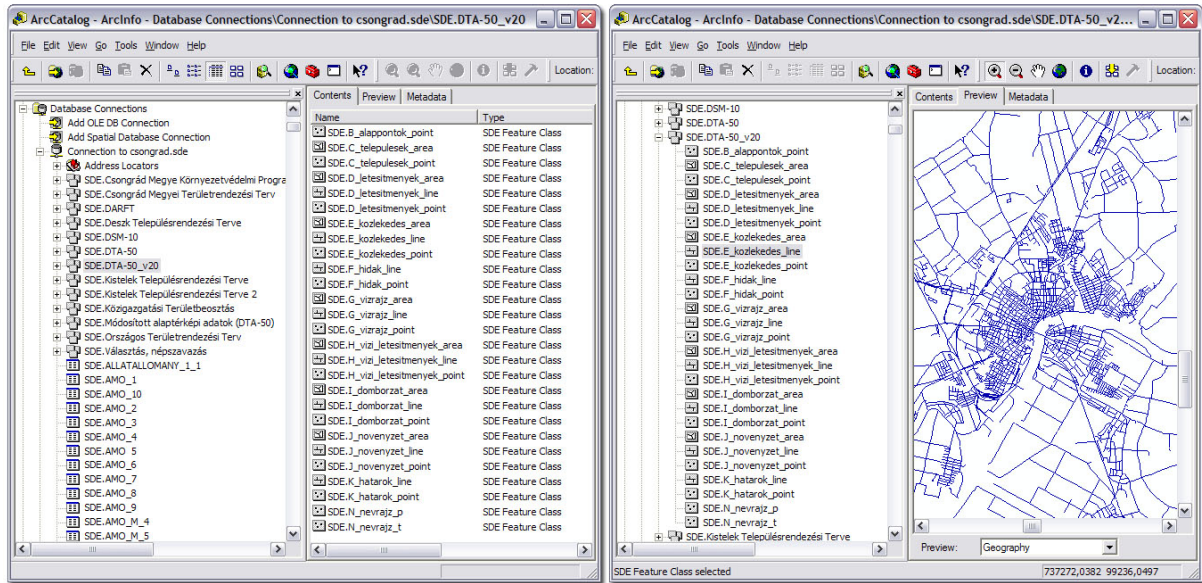 ArcCatalog - ArcInfo - Database Connections\Connection to csongrad.sde\SDE.DTA-50_v20
File Edit View Go Tools Window Help
Location:
Database Connections
Add OLE DB Connection
Add Spatial Database Connection
Connection to csongrad.sde
Address Locators
SDE.Csongrád Megye Környezetvédelmi Progra
SDE.Csongrád Megyei Területrendezési Terv
SDE.DARFT
SDE.Deszk Településrendezési Terve
SDE.DSM-10
SDE.DTA-50
SDE.DTA-50_v20
SDE.Kistelek Településrendezési Terve
SDE.Kistelek Településrendezési Terve 2
SDE.Közigazgatási Területbeosztás
SDE.Módosított alaptérképi adatok (DTA-50)
SDE.Országos Területrendezési Terv
SDE.Választás, népszavazás
SDE.ALLATALLOMANY_1_1
SDE.AMO_1
SDE.AMO_10
SDE.AMO_2
SDE.AMO_3
SDE.AMO_4
SDE.AMO_5
SDE.AMO_6
SDE.AMO_7
SDE.AMO_8
SDE.AMO_9
SDE.AMO_M_4
SDE.AMO_M_5
Contents Preview Metadata
Name Type
SDE.B_alappontok_point SDE Feature Class
SDE.C_telepulesek_area SDE Feature Class
SDE.C_telepulesek_point SDE Feature Class
SDE.D_letesitmenyek_area SDE Feature Class
SDE.D_letesitmenyek_line SDE Feature Class
SDE.D_letesitmenyek_point SDE Feature Class
SDE.E_kozlekedes_area SDE Feature Class
SDE.E_kozlekedes_line SDE Feature Class
SDE.E_kozlekedes_point SDE Feature Class
SDE.F_hidak_line SDE Feature Class
SDE.F_hidak_point SDE Feature Class
SDE.G_vizrajz_area SDE Feature Class
SDE.G_vizrajz_line SDE Feature Class
SDE.G_vizrajz_point SDE Feature Class
SDE.H_vizi_letesitmenyek_area SDE Feature Class
SDE.H_vizi_letesitmenyek_line SDE Feature Class
SDE.H_vizi_letesitmenyek_point SDE Feature Class
SDE.I_domborzat_area SDE Feature Class
SDE.I_domborzat_line SDE Feature Class
SDE.I_domborzat_point SDE Feature Class
SDE.J_novenyzet_area SDE Feature Class
SDE.J_novenyzet_line SDE Feature Class
SDE.J_novenyzet_point SDE Feature Class
SDE.K_hatarok_line SDE Feature Class
SDE.K_hatarok_point SDE Feature Class
SDE.N_nevrajz_p SDE Feature Class
SDE.N_nevrajz_t SDE Feature Class
ArcCatalog - ArcInfo - Database Connections\Connection to csongrad.sde\SDE.DTA-50_v2...
File Edit View Go Tools Window Help
Location:
SDE.DSM-10
SDE.DTA-50
SDE.DTA-50_v20
SDE.B_alappontok_point
SDE.C_telepulesek_area
SDE.C_telepulesek_point
SDE.D_letesitmenyek_area
SDE.D_letesitmenyek_line
SDE.D_letesitmenyek_point
SDE.E_kozlekedes_area
SDE.E_kozlekedes_line
SDE.E_kozlekedes_point
SDE.F_hidak_line
SDE.F_hidak_point
SDE.G_vizrajz_area
SDE.G_vizrajz_line
SDE.G_vizrajz_point
SDE.H_vizi_letesitmenyek_area
SDE.H_vizi_letesitmenyek_line
SDE.H_vizi_letesitmenyek_point
SDE.I_domborzat_area
SDE.I_domborzat_line
SDE.I_domborzat_point
SDE.J_novenyzet_area
SDE.J_novenyzet_line
SDE.J_novenyzet_point
SDE.K_hatarok_line
SDE.K_hatarok_point
SDE.N_nevrajz_p
SDE.N_nevrajz_t
SDE.Kistelek Településrendezési Terve
Contents Preview Metadata
Preview: Geography
SDE Feature Class selected 737272,0382 99236,0497